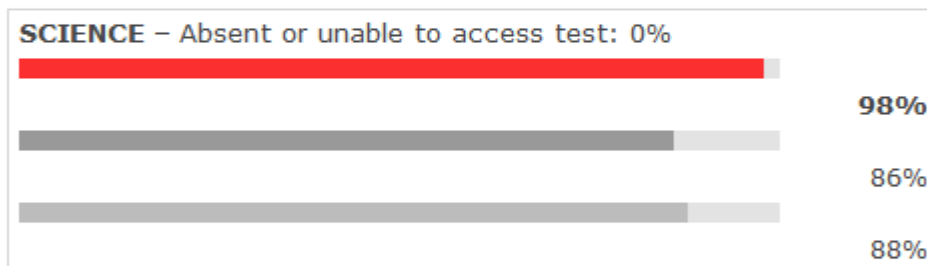 SCIENCE – Absent or unable to access test: 0%
98%
86%
88%